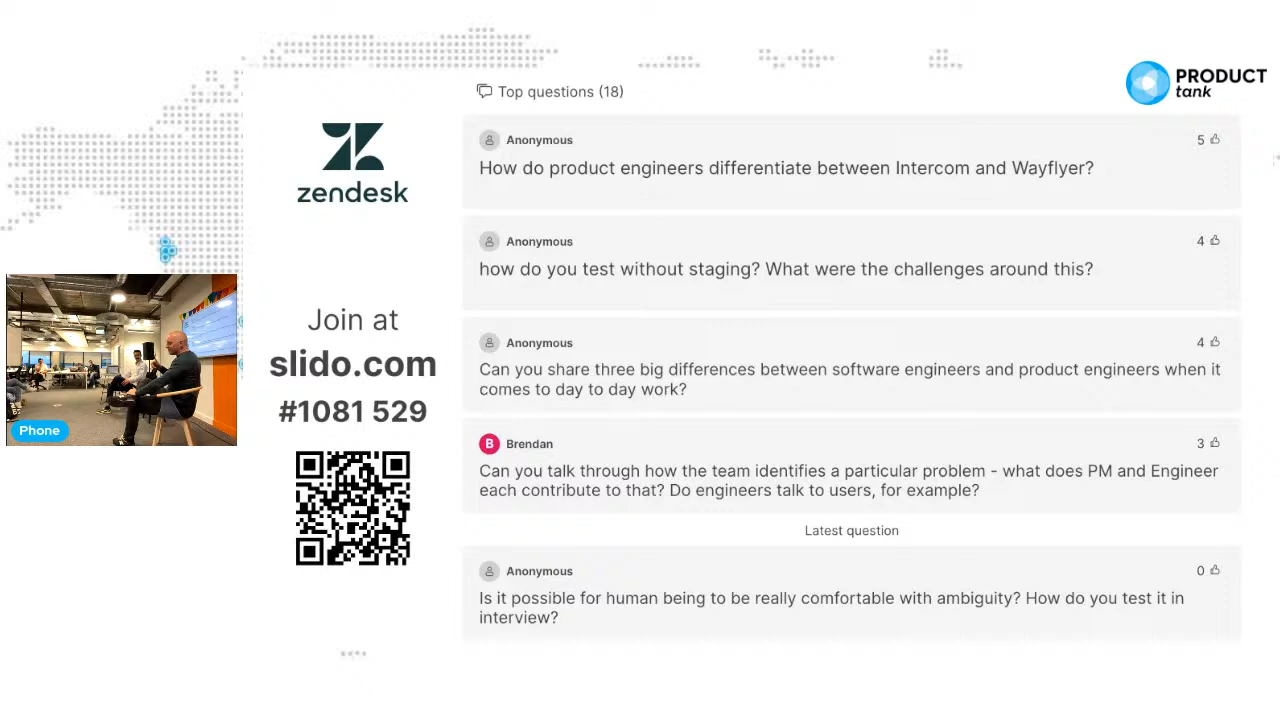 Top questions (18)
PRODUCT
tank
zendesk
Join at
slido.com
#1081 529
Phone
Anonymous
5
How do product engineers differentiate between Intercom and Wayflyer?
Anonymous
4
how do you test without staging? What were the challenges around this?
Anonymous
4
Can you share three big differences between software engineers and product engineers when it
comes to day to day work?
B
Brendan
3
Can you talk through how the team identifies a particular problem - what does PM and Engineer
each contribute to that? Do engineers talk to users, for example?
Latest question
Anonymous
0
Is it possible for human being to be really comfortable with ambiguity? How do you test it in
interview?